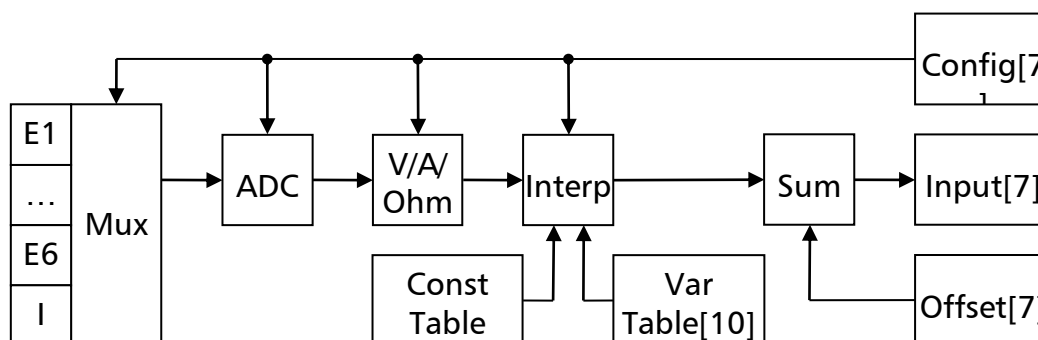 Config[7
]
E1
…
E6
I
Mux
ADC
V/A/
Ohm
Interp
Sum
Input[7]
Const
Table
Var
Table[10]
Offset[7]